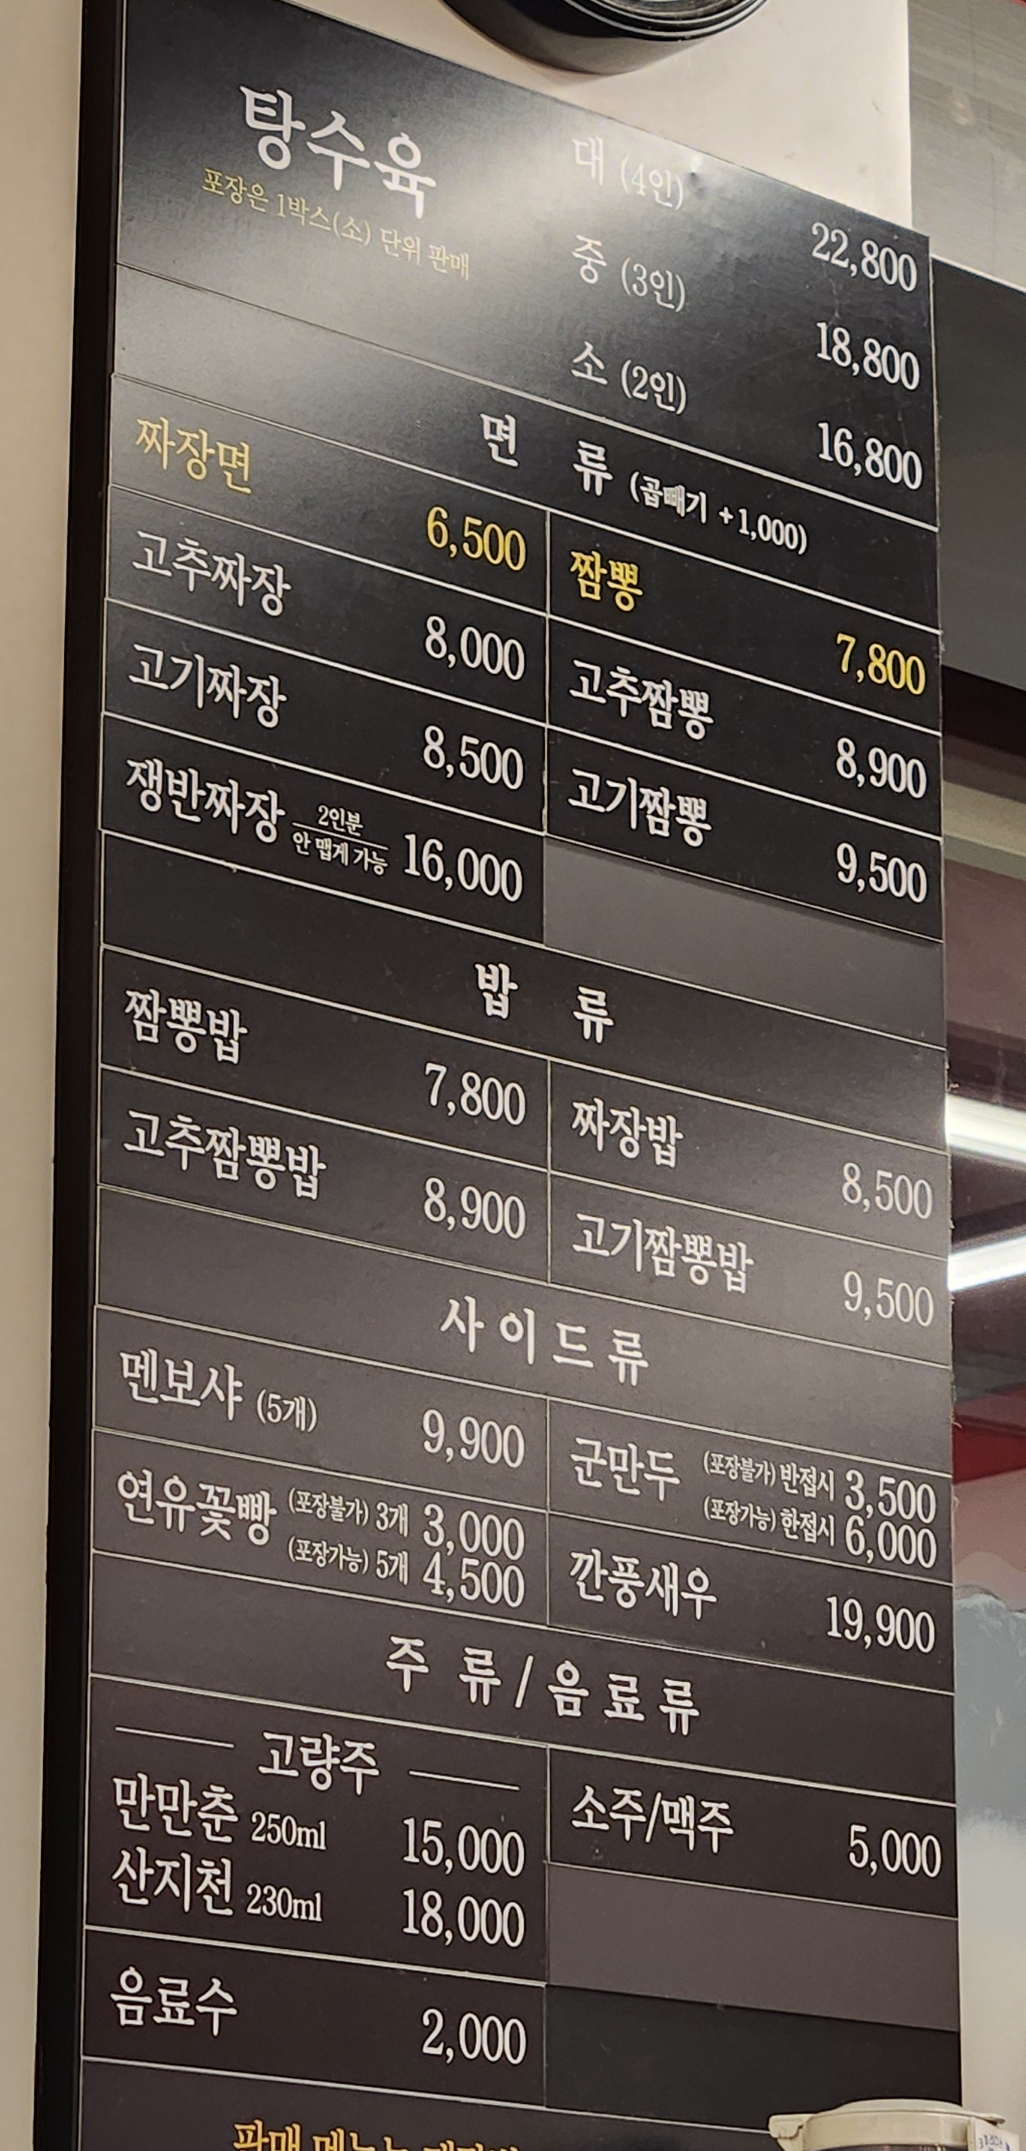 탕수육
포장은 1박스(소) 단위 판매
대 (4인) 22,800
중 (3인) 18,800
소 (2인) 16,800
면 류 (곱빼기 +1,000)
짜장면 6,500
짬뽕 7,800
고추짜장 8,000
고추짬뽕 8,900
고기짜장 8,500
고기짬뽕 9,500
쟁반짜장 2인분 안 맵게 가능 16,000
밥 류
짬뽕밥 7,800
짜장밥 8,500
고추짬뽕밥 8,900
고기짬뽕밥 9,500
사이드류
멘보샤 (5개) 9,900
군만두 (포장불가) 반접시 3,500
(포장가능) 한접시 6,000
연유꽃빵 (포장불가) 3개 3,000
(포장가능) 5개 4,500
깐풍새우 19,900
주 류 / 음료류
고량주
만만춘 250ml 15,000
산지천 230ml 18,000
소주/맥주 5,000
음료수 2,000
판매 메뉴는